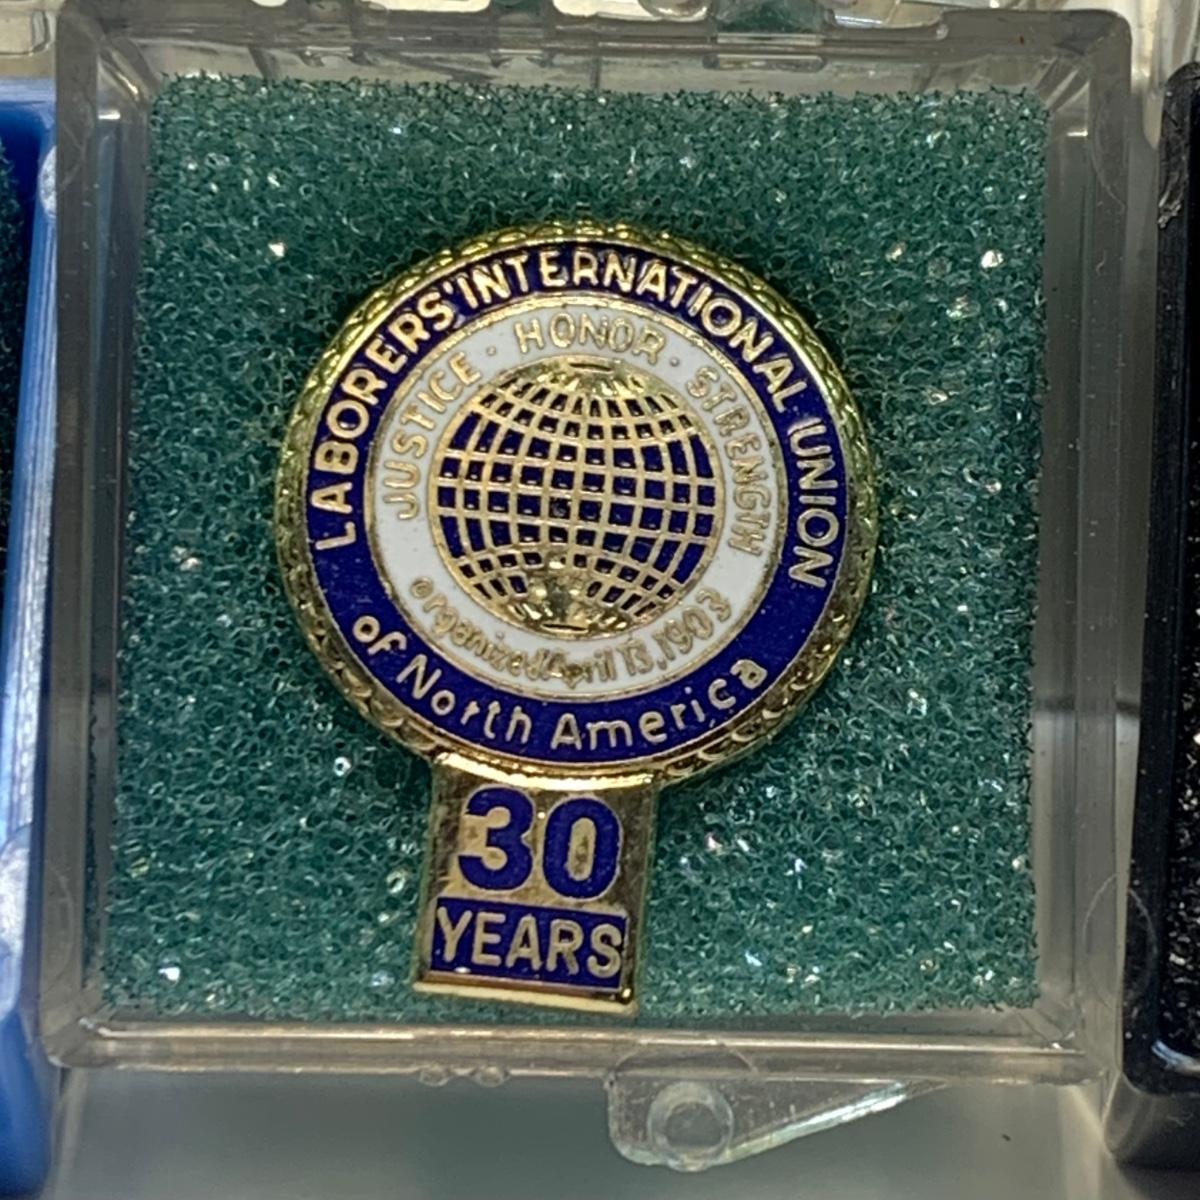 LABORERS' INTERNATIONAL UNION
of North America
JUSTICE · HONOR · STRENGTH
organized April 13, 1903
30
YEARS